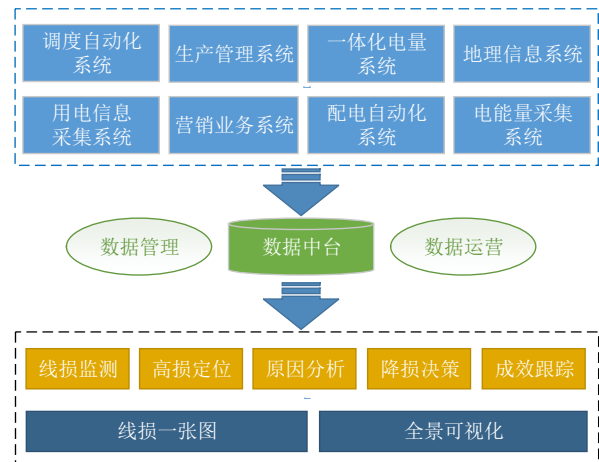 调度自动化
系统
生产管理系统
一体化电量
系统
地理信息系统
用电信息
采集系统
营销业务系统
配电自动化
系统
电能量采集
系统
数据管理
数据中台
数据运营
线损监测
高损定位
原因分析
降损决策
成效跟踪
线损一张图
全景可视化